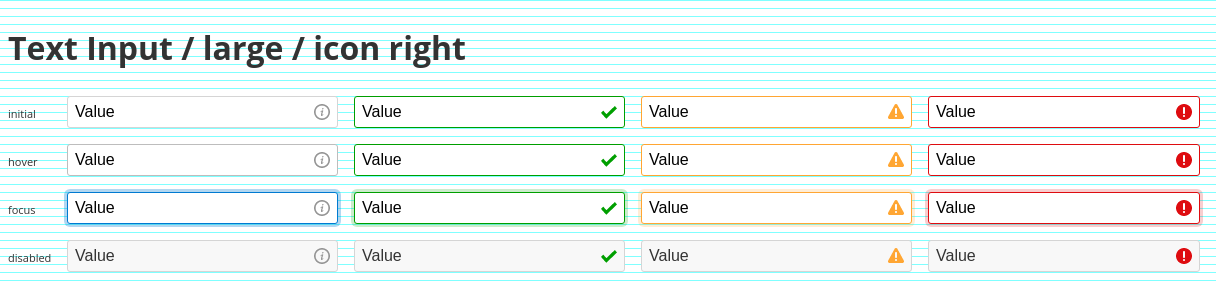 Text Input / large / icon right
initial Value Value Value Value
hover Value Value Value Value
focus Value Value Value Value
disabled Value Value Value Value